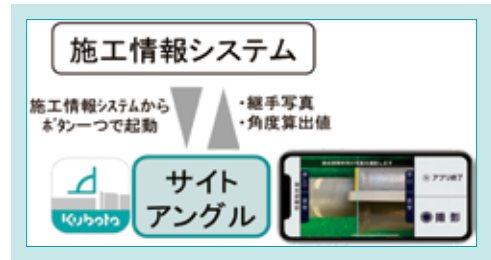 施工情報システム
施工情報システムから
ボタン一つで起動
・継手写真
・角度算出値
Kubota
サイト
アングル
アプリ終了
撮影